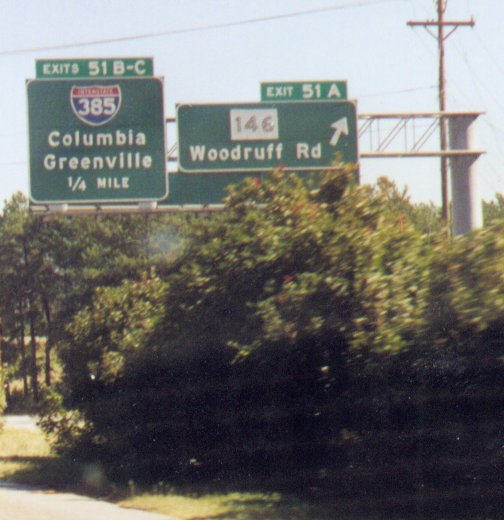 EXITS 51 B-C
INTERSTATE
385
Columbia
Greenville
1/4 MILE
EXIT 51 A
146
Woodruff Rd